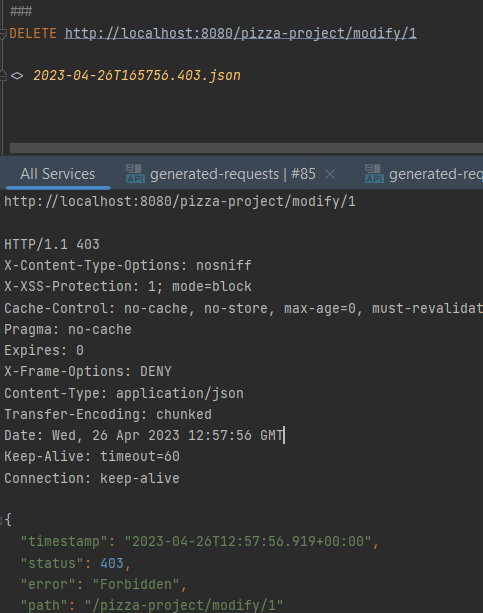 ###
DELETE http://localhost:8080/pizza-project/modify/1
<> 2023-04-26T165756.403.json
All Services
API generated-requests | #85 ×
API generated-req
http://localhost:8080/pizza-project/modify/1
HTTP/1.1 403
X-Content-Type-Options: nosniff
X-XSS-Protection: 1; mode=block
Cache-Control: no-cache, no-store, max-age=0, must-revalidat
Pragma: no-cache
Expires: 0
X-Frame-Options: DENY
Content-Type: application/json
Transfer-Encoding: chunked
Date: Wed, 26 Apr 2023 12:57:56 GMT
Keep-Alive: timeout=60
Connection: keep-alive
{
"timestamp": "2023-04-26T12:57:56.919+00:00",
"status": 403,
"error": "Forbidden",
"path": "/pizza-project/modify/1"